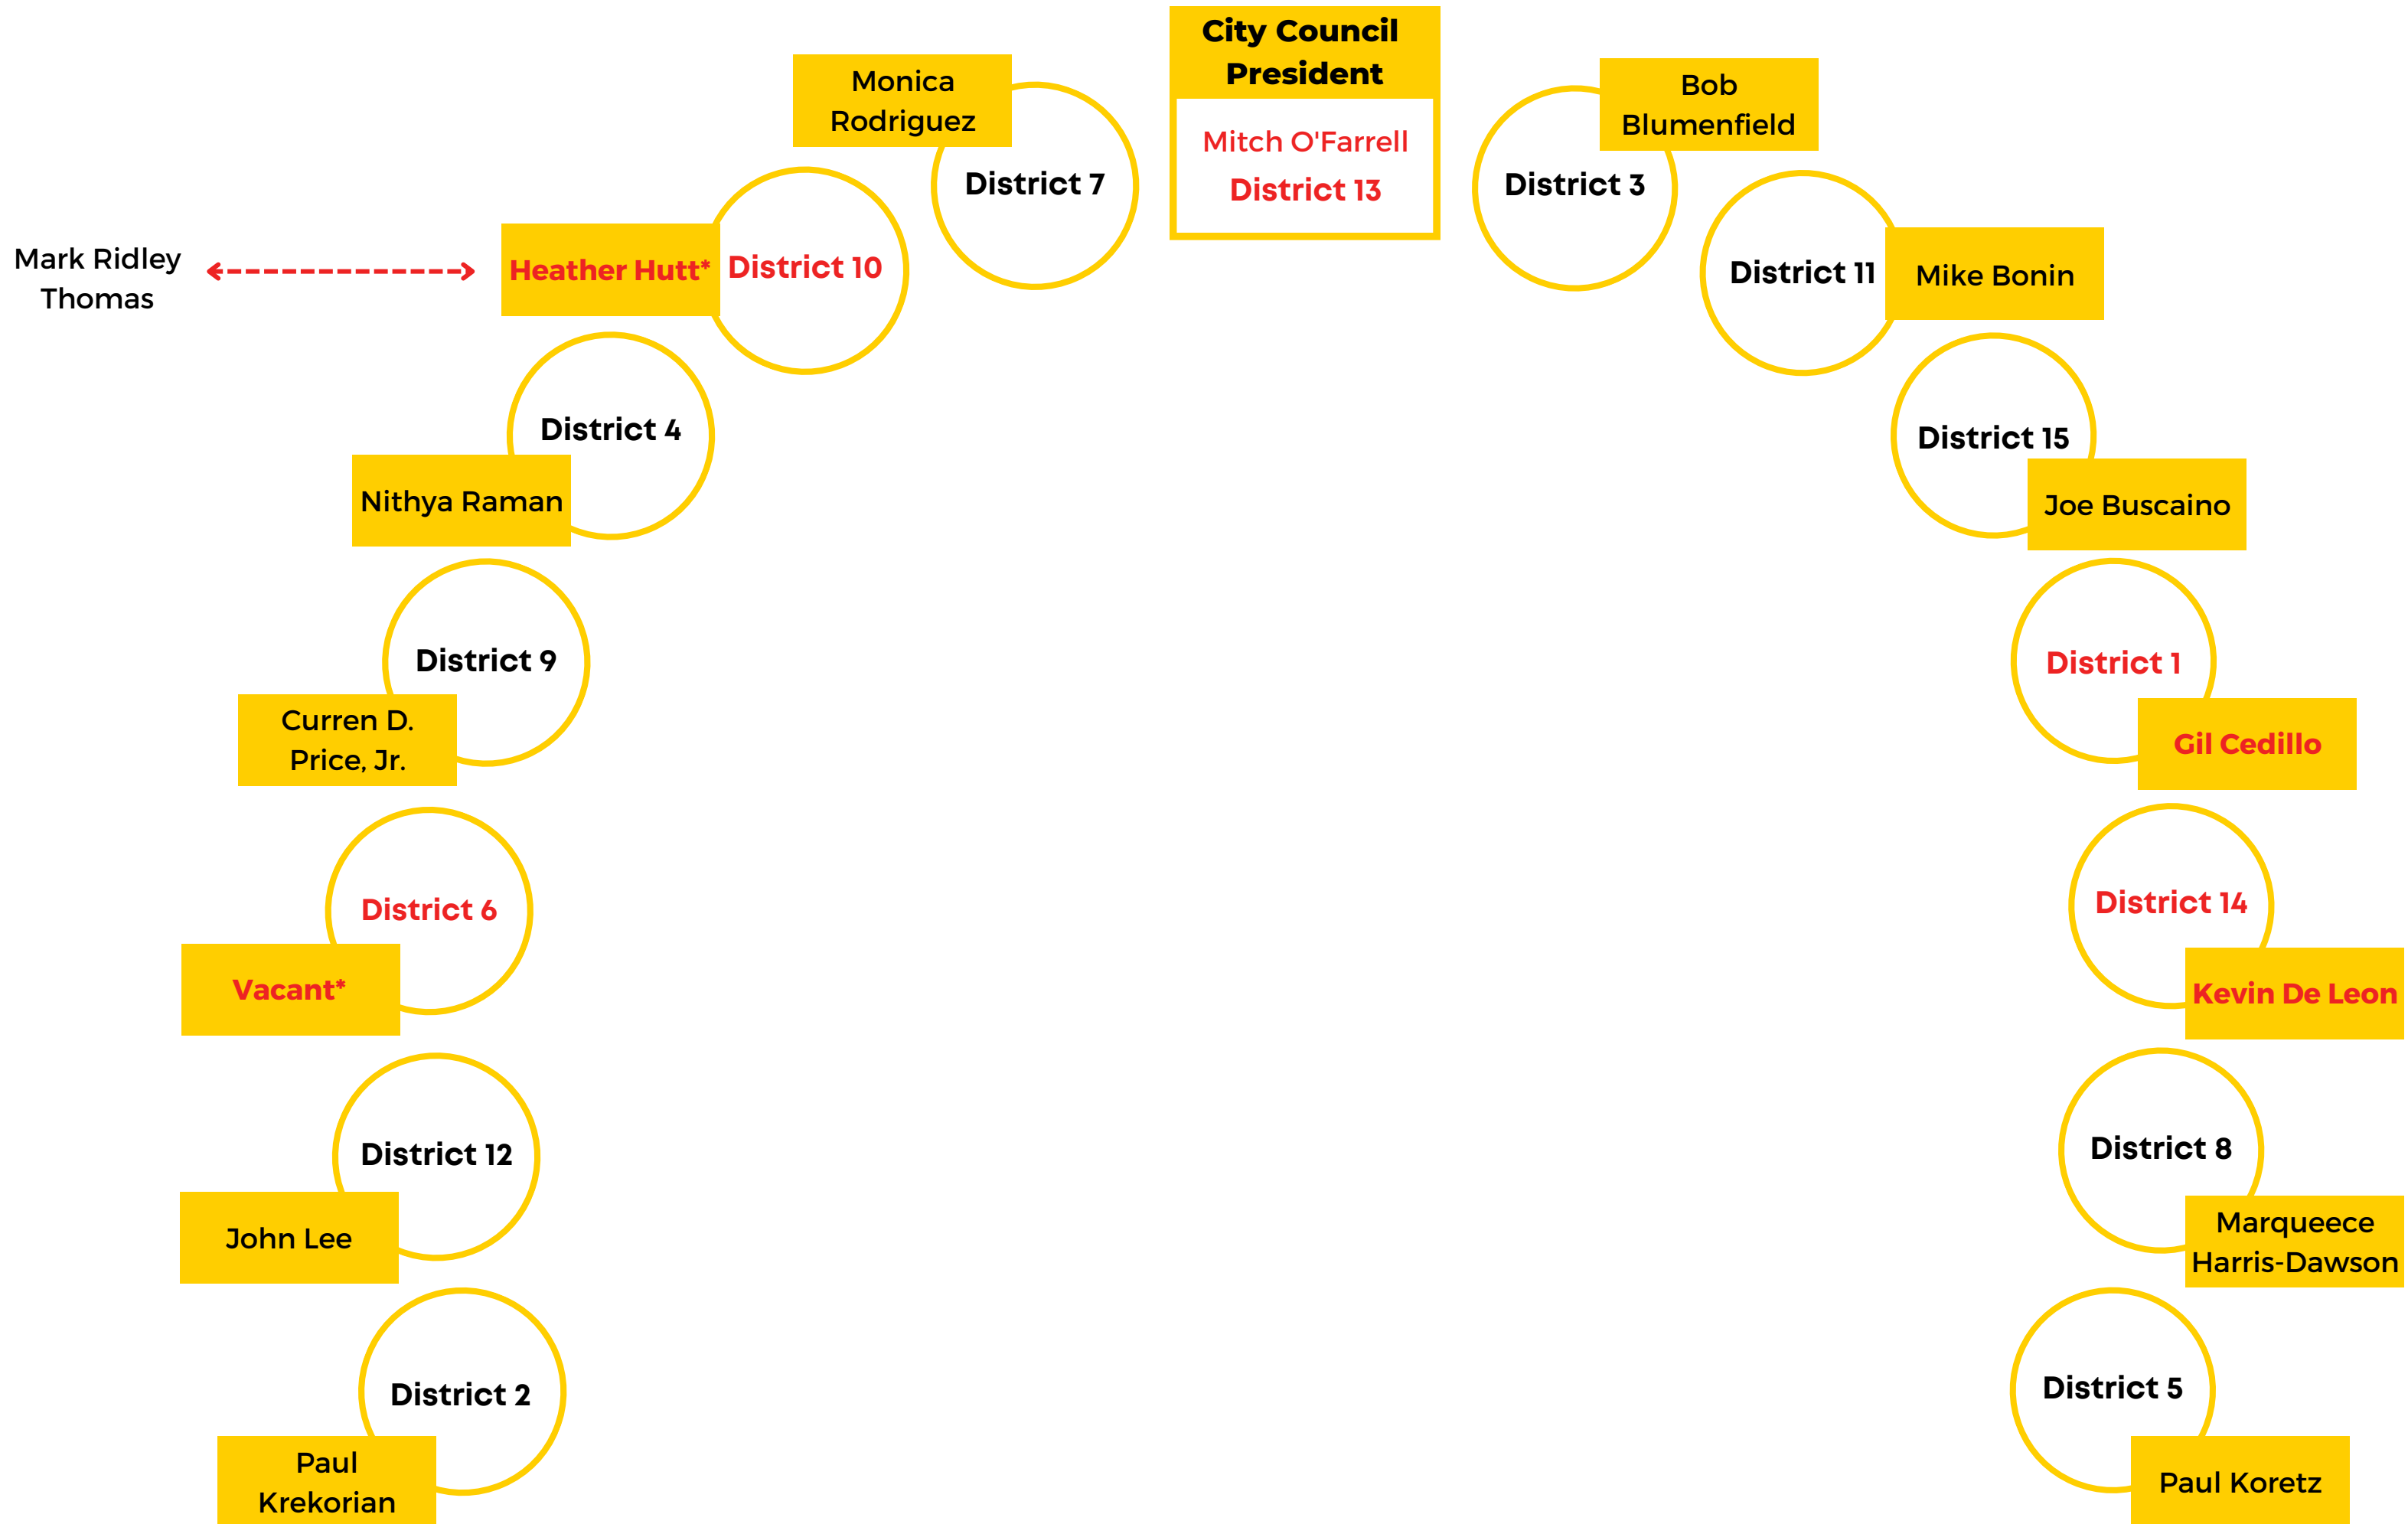 City Council
President
Mitch O'Farrell
District 13
Monica
Rodriguez
District 7
Bob
Blumenfield
District 3
Mark Ridley
Thomas
Heather Hutt*
District 10
District 11
Mike Bonin
District 4
Nithya Raman
District 15
Joe Buscaino
District 9
Curren D.
Price, Jr.
District 1
Gil Cedillo
District 6
Vacant*
District 14
Kevin De Leon
District 12
John Lee
District 8
Marqueece
Harris-Dawson
District 2
Paul
Krekorian
District 5
Paul Koretz